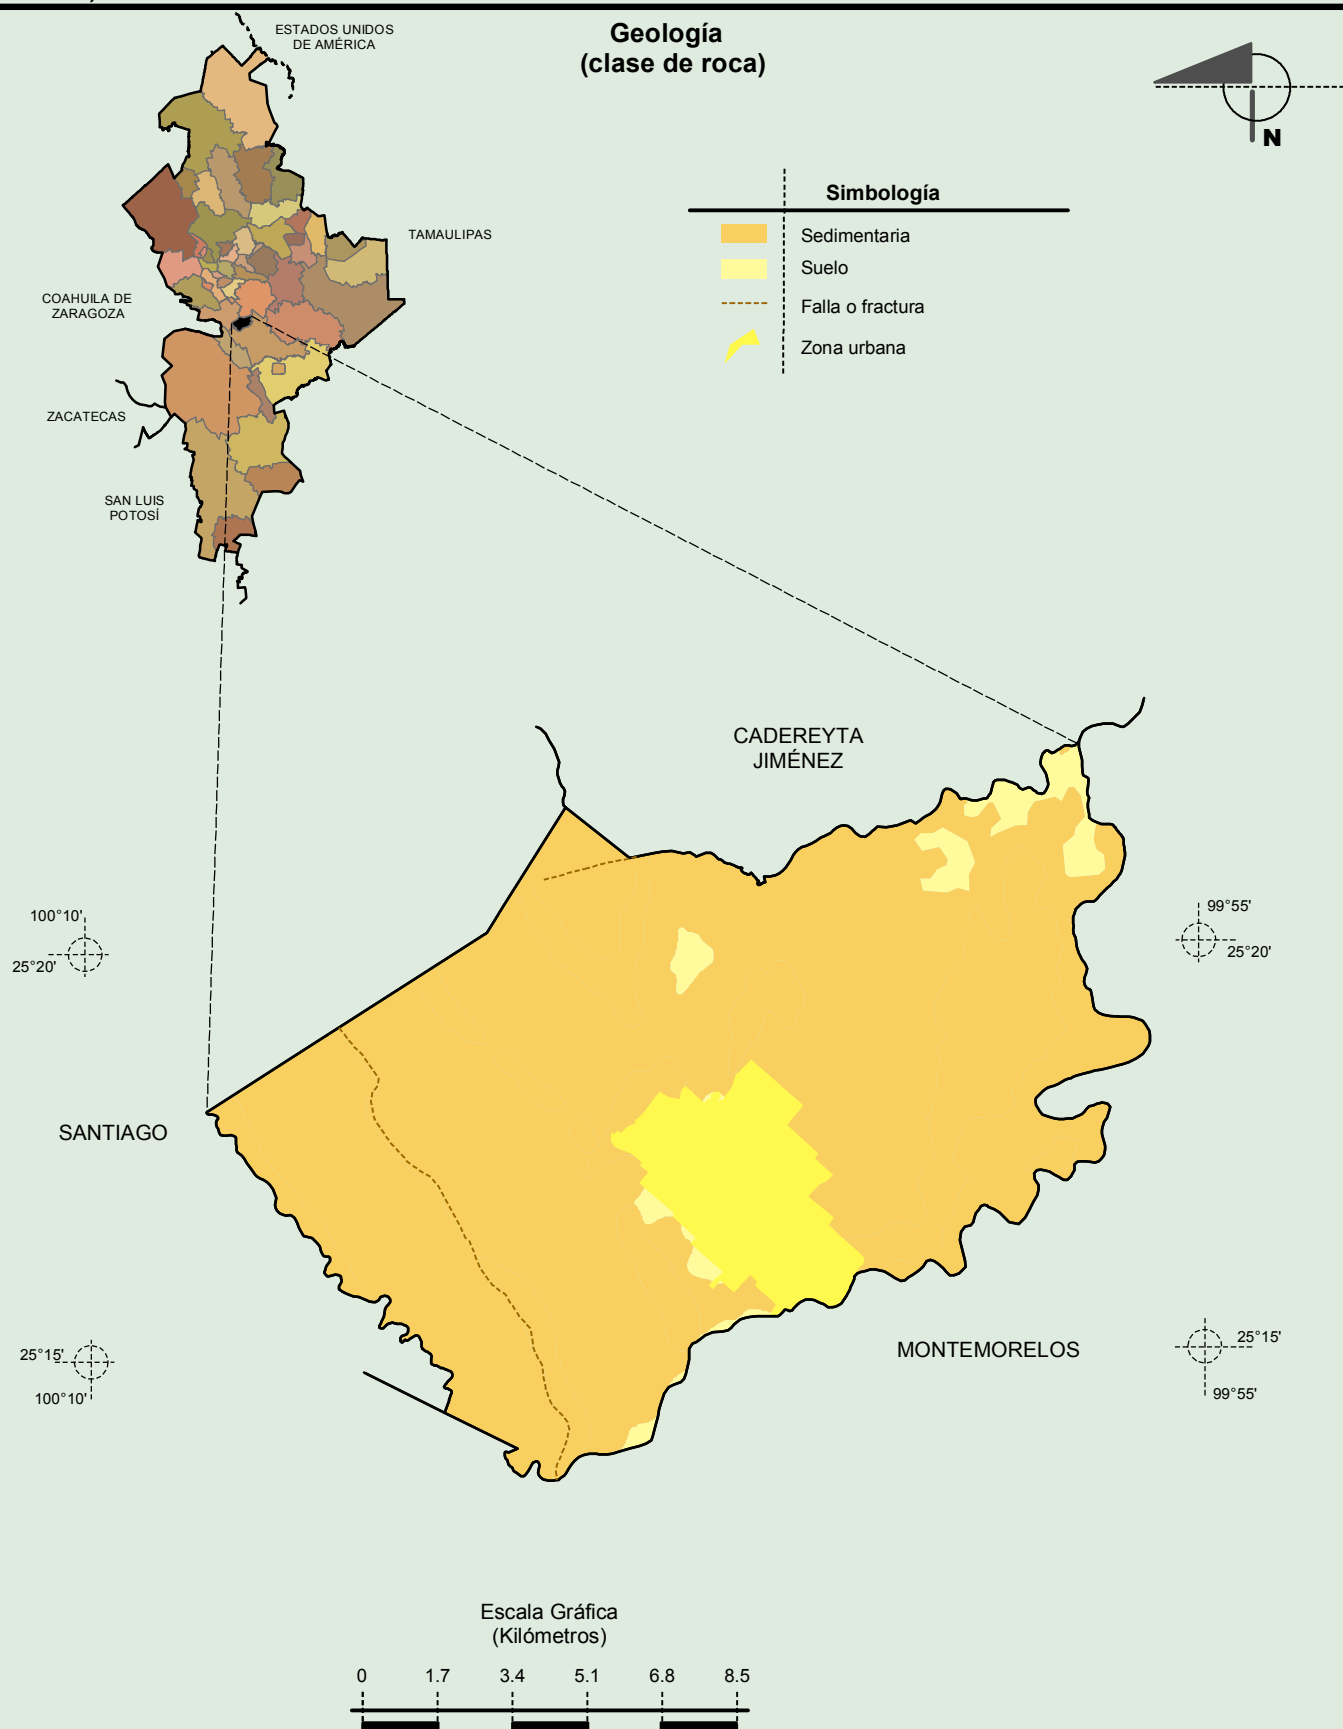 Geología
(clase de roca)
ESTADOS UNIDOS
DE AMÉRICA
N
Simbología
Sedimentaria
Suelo
Falla o fractura
Zona urbana
TAMAULIPAS
COAHUILA DE
ZARAGOZA
ZACATECAS
SAN LUIS
POTOSÍ
CADEREYTA
JIMÉNEZ
100°10'
25°20'
99°55'
25°20'
SANTIAGO
MONTEMORELOS
25°15'
100°10'
25°15'
99°55'
Escala Gráfica
(Kilómetros)
0 1.7 3.4 5.1 6.8 8.5